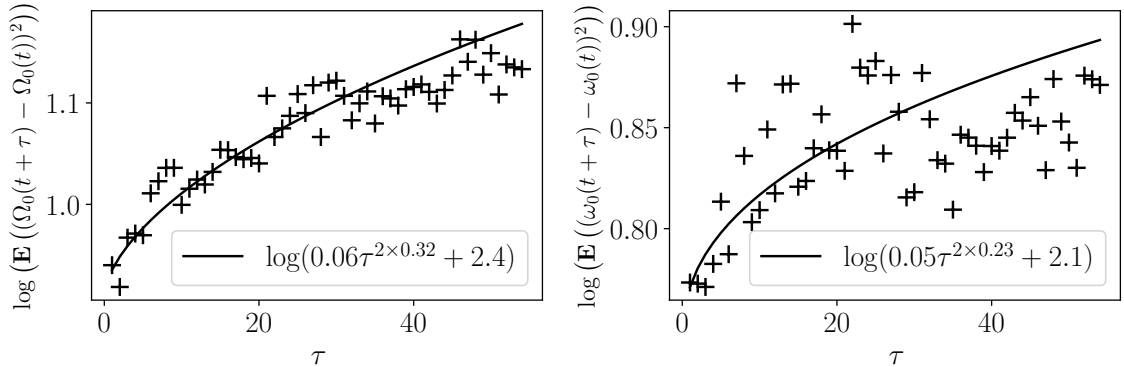 log (E ((Ω₀(t + τ) − Ω₀(t))²))
1.1
1.0
0
20
40
τ
log(0.06τ^{2×0.32} + 2.4)
log (E ((ω₀(t + τ) − ω₀(t))²))
0.90
0.85
0.80
0
20
40
τ
log(0.05τ^{2×0.23} + 2.1)